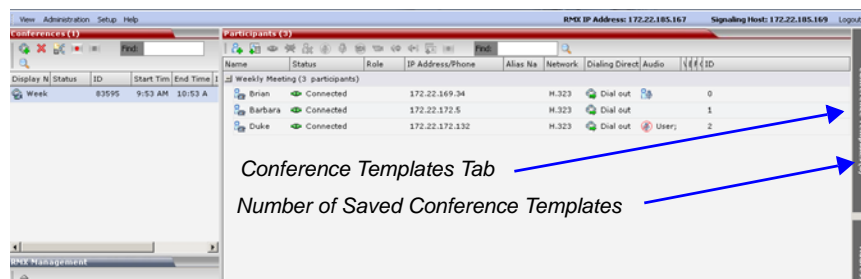 View Administration Setup Help RMX IP Address: 172.22.185.167 Signaling Host: 172.22.185.169 Logout
Conferences (1)
Find:
Display N Status ID Start Tim End Time
Week 83595 9:53 AM 10:53 A
RMX Management
Participants (3)
Find:
Name Status Role IP Address/Phone Alias Na Network Dialing Direct Audio ID
Weekly Meeting (3 participants)
Brian Connected 172.22.169.34 H.323 Dial out 0
Barbara Connected 172.22.172.5 H.323 Dial out 1
Duke Connected 172.22.172.132 H.323 Dial out User; 2
Conference Templates Tab
Number of Saved Conference Templates